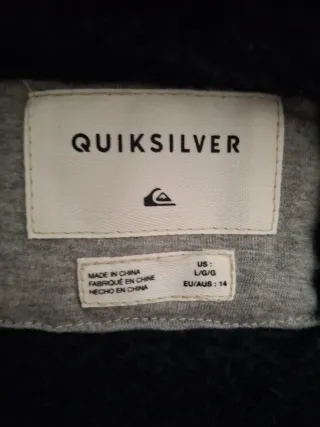 QUIKSILVER
MADE IN CHINA
FABRIQUÉ EN CHINE
HECHO EN CHINA
US :
L/G/G
EU/AUS : 14